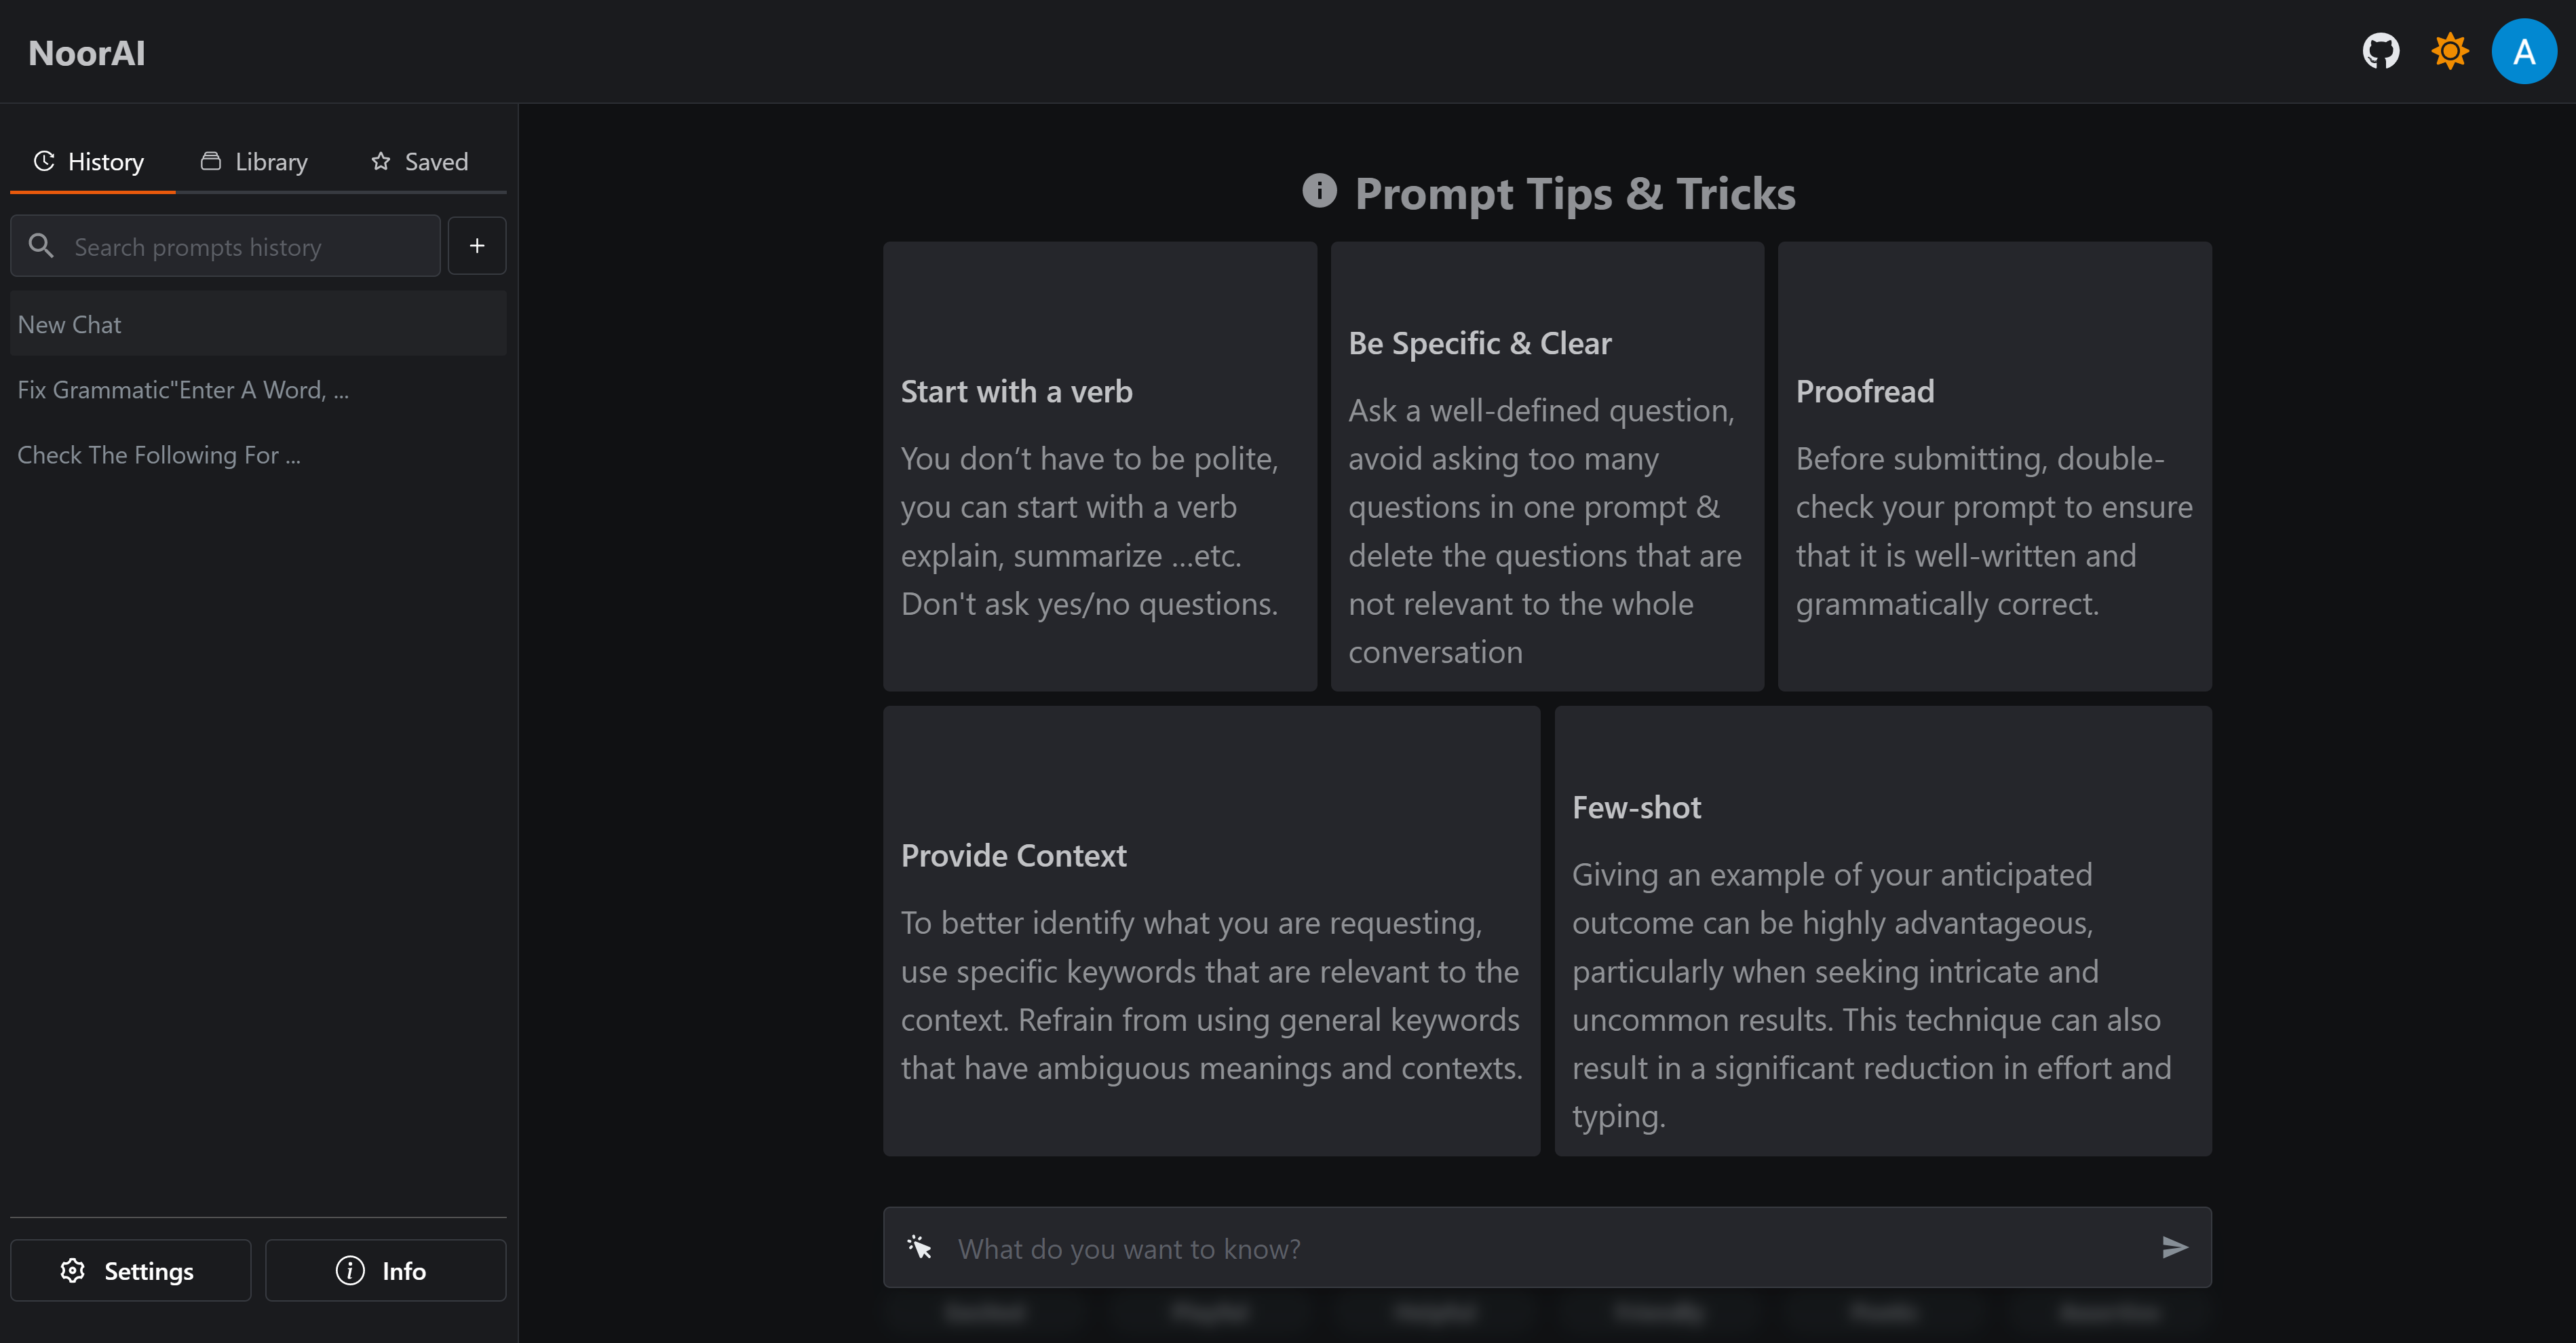 NoorAI
A
History
Library
Saved
Search prompts history
+
New Chat
Fix Grammatic"Enter A Word, ...
Check The Following For ...
Settings
Info
Prompt Tips & Tricks
Start with a verb
You don’t have to be polite,
you can start with a verb
explain, summarize ...etc.
Don't ask yes/no questions.
Be Specific & Clear
Ask a well-defined question,
avoid asking too many
questions in one prompt &
delete the questions that are
not relevant to the whole
conversation
Proofread
Before submitting, double-
check your prompt to ensure
that it is well-written and
grammatically correct.
Provide Context
To better identify what you are requesting,
use specific keywords that are relevant to the
context. Refrain from using general keywords
that have ambiguous meanings and contexts.
Few-shot
Giving an example of your anticipated
outcome can be highly advantageous,
particularly when seeking intricate and
uncommon results. This technique can also
result in a significant reduction in effort and
typing.
What do you want to know?